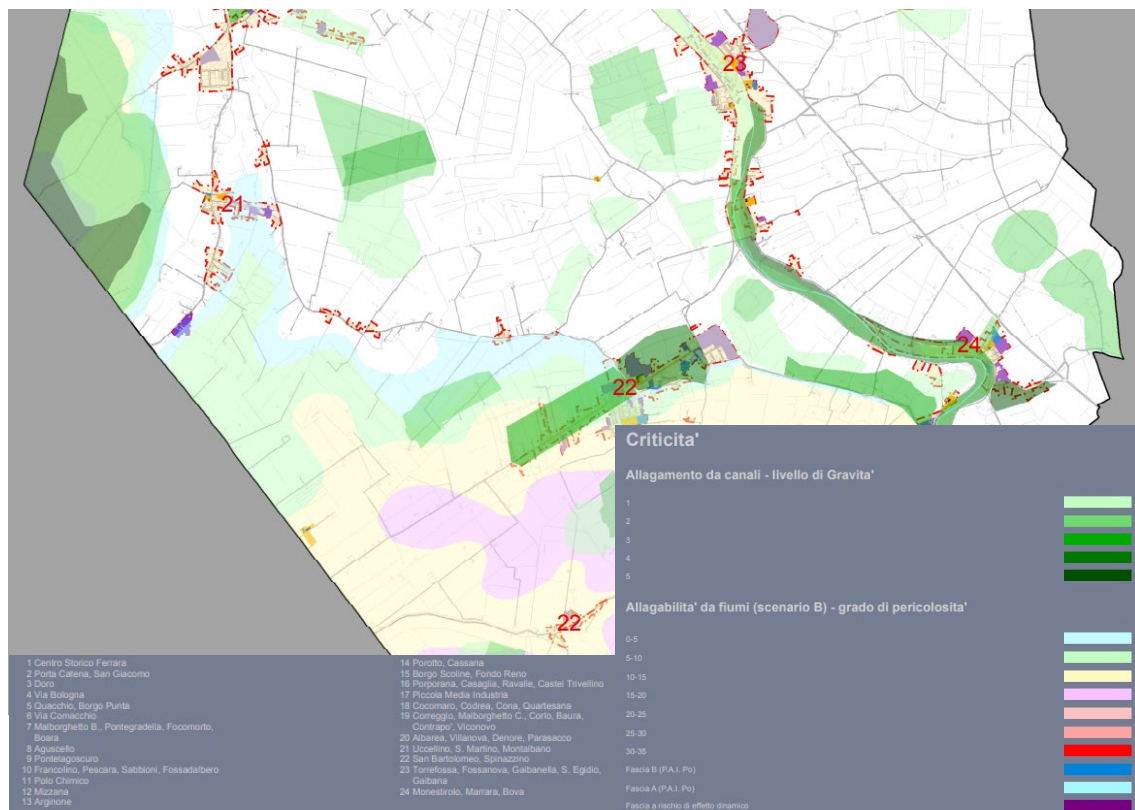 23
21
24
22
22
Criticita'
Allagamento da canali - livello di Gravita'
1
2
3
4
5
Allagabilita' da fiumi (scenario B) - grado di pericolosita'
0-5
5-10
10-15
15-20
20-25
25-30
30-35
Fascia B (P.A.I. Po)
Fascia A (P.A.I. Po)
Fascia a rischio di effetto dinamico
1 Centro Storico Ferrara
2 Porta Catena, San Giacomo
3 Doro
4 Via Bologna
5 Quacchio, Borgo Punta
6 Via Comacchio
7 Malborghetto B., Pontegradella, Focomorto,
Boara
8 Aguscello
9 Pontelagoscuro
10 Francolino, Pescara, Sabbioni, Fossadalbero
11 Polo Chimico
12 Mizzana
13 Arginone
14 Porotto, Cassana
15 Borgo Scoline, Fondo Reno
16 Porporana, Casaglia, Ravalle, Castel Trivellino
17 Piccola Media Industria
18 Cocomaro, Codrea, Cona, Quartesana
19 Correggio, Malborghetto C., Corlo, Baura,
Contrapo', Viconovo
20 Albarea, Villanova, Denore, Parasacco
21 Uccellino, S. Martino, Montalbano
22 San Bartolomeo, Spinazzino
23 Torrefossa, Fossanova, Gaibanella, S. Egidio,
Gaibana
24 Monestirolo, Marrara, Bova